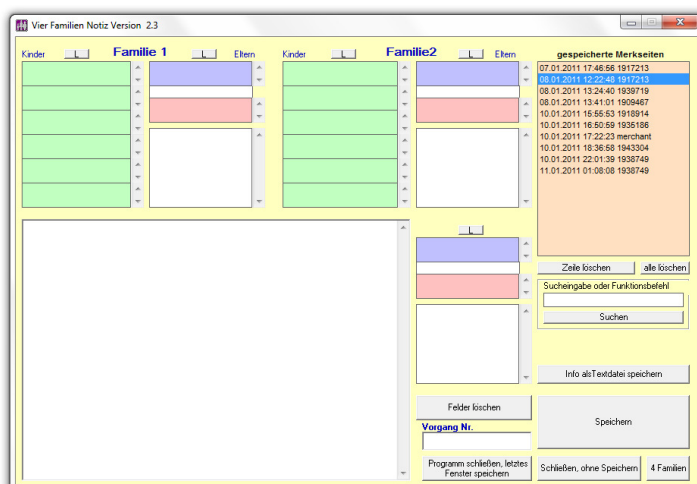 Vier Familien Notiz Version 2.3
Kinder L Familie 1 L Eltern Kinder L Familie2 L Eltern gespeicherte Merkseiten
07.01.2011 17:46:56 1917213
08.01.2011 12:22:48 1917213
08.01.2011 13:24:40 1939719
08.01.2011 13:41:01 1909467
10.01.2011 15:55:53 1918914
10.01.2011 16:50:59 1935186
10.01.2011 17:22:23 merchant
10.01.2011 18:36:58 1943304
10.01.2011 22:01:39 1938749
11.01.2011 01:08:08 1938749
L
Zeile löschen alle löschen
Sucheingabe oder Funktionsbefehl
Suchen
Info alsTextdatei speichern
Felder löschen
Speichern
Vorgang Nr.
Programm schließen, letztes
Fenster speichern
Schließen, ohne Speichern
4 Familien